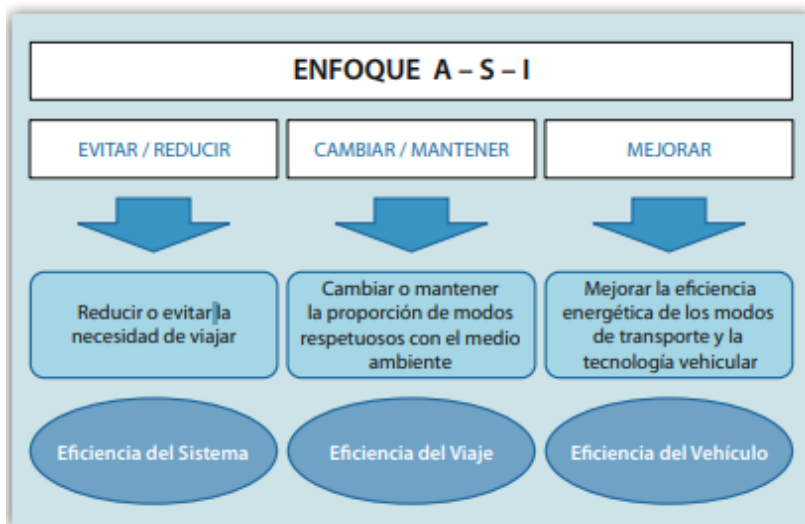 ENFOQUE A – S – I
EVITAR / REDUCIR
CAMBIAR / MANTENER
MEJORAR
Reducir o evitar la
necesidad de viajar
Cambiar o mantener
la proporción de modos
respetuosos con el medio
ambiente
Mejorar la eficiencia
energética de los modos
de transporte y la
tecnología vehicular
Eficiencia del Sistema
Eficiencia del Viaje
Eficiencia del Vehículo